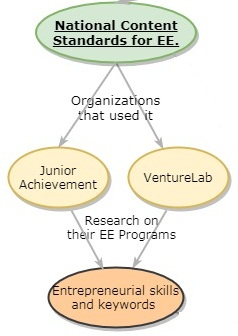 National Content
Standards for EE.
Organizations
that used it
Junior
Achievement
VentureLab
Research on
their EE Programs
Entrepreneurial skills
and keywords